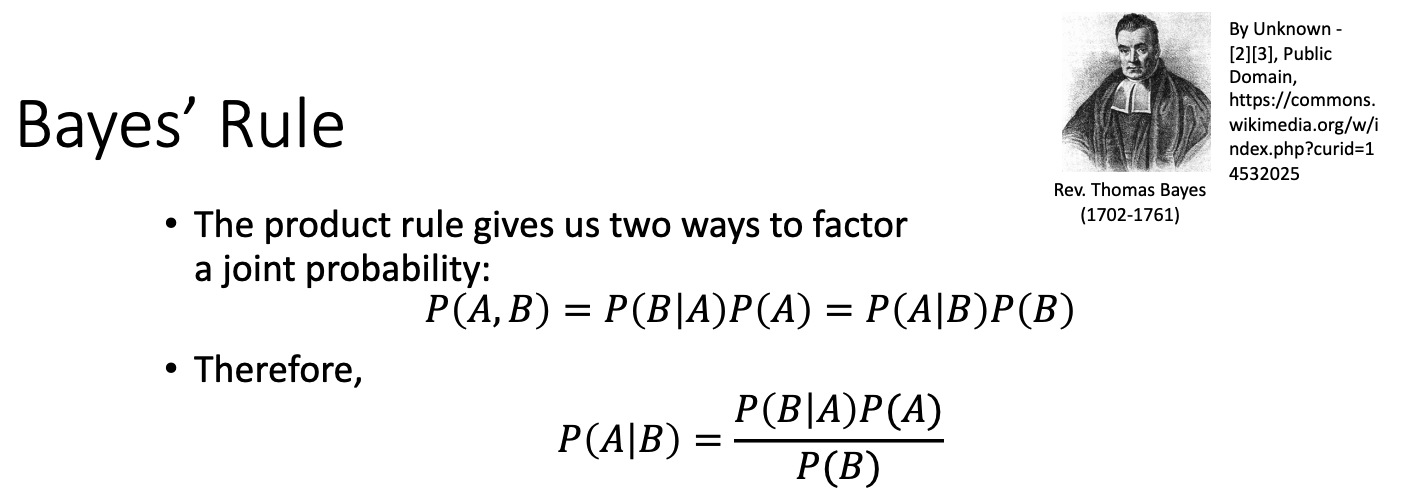 Bayes’ Rule
By Unknown -
[2][3], Public
Domain,
https://commons.
wikimedia.org/w/i
ndex.php?curid=1
4532025
Rev. Thomas Bayes
(1702-1761)
• The product rule gives us two ways to factor
a joint probability:
P(A, B) = P(B|A)P(A) = P(A|B)P(B)
• Therefore,
P(A|B) = P(B|A)P(A) / P(B)